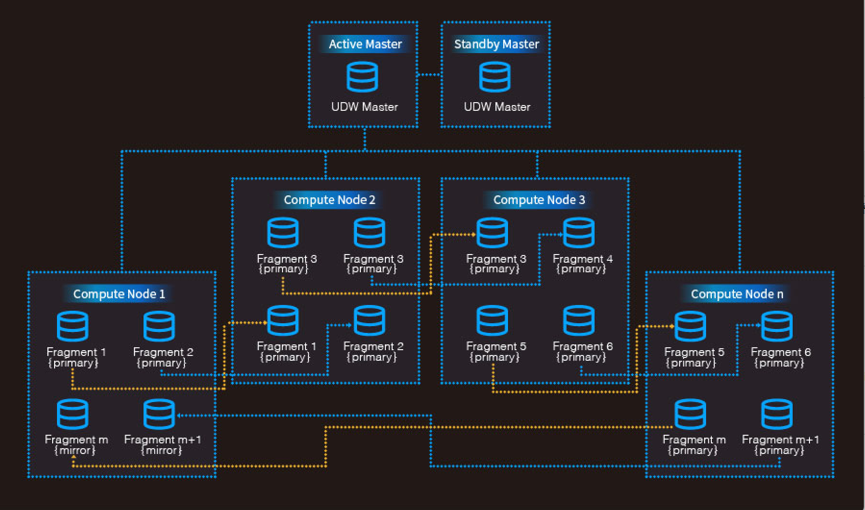 Active Master
Standby Master
UDW Master
UDW Master
Compute Node 2
Fragment 3
{primary}
Fragment 3
{primary}
Fragment 1
{primary}
Fragment 2
{primary}
Compute Node 3
Fragment 3
{primary}
Fragment 4
{primary}
Fragment 5
{primary}
Fragment 6
{primary}
Compute Node 1
Fragment 1
{primary}
Fragment 2
{primary}
Fragment m
{mirror}
Fragment m+1
{mirror}
Compute Node n
Fragment 5
{primary}
Fragment 6
{primary}
Fragment m
{primary}
Fragment m+1
{primary}